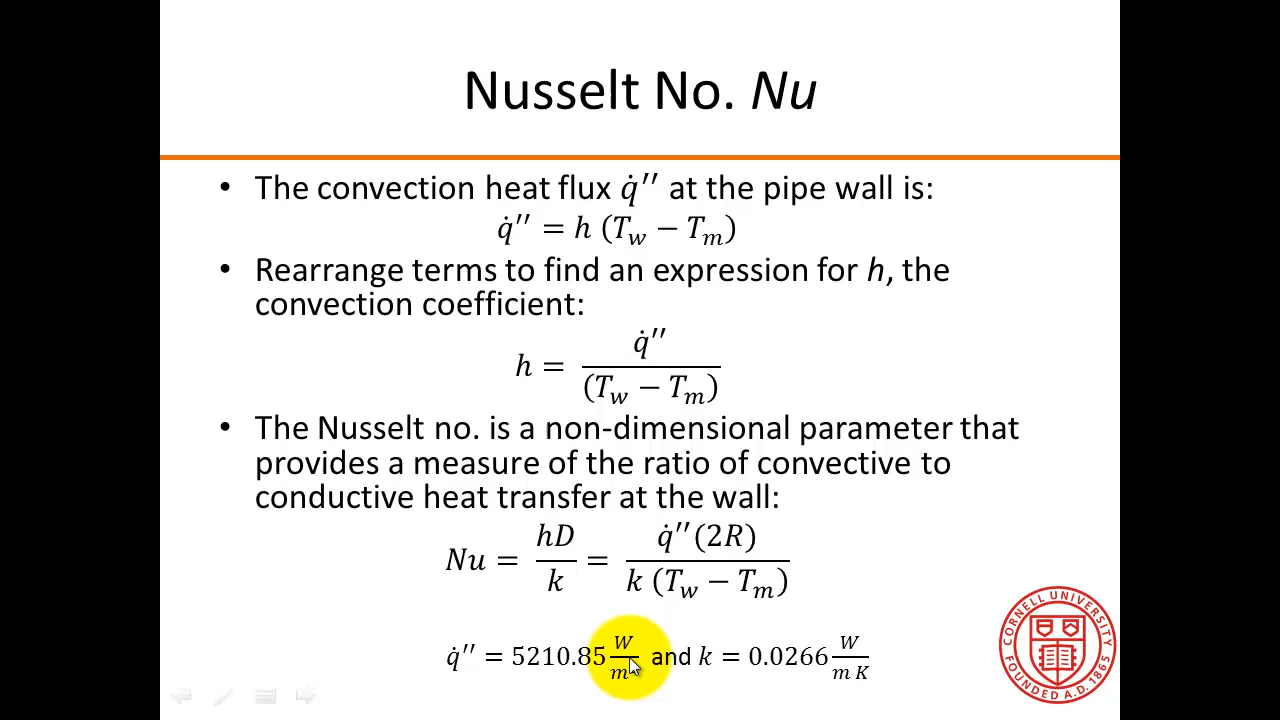 Nusselt No. Nu
• The convection heat flux q̇′′ at the pipe wall is:
q̇′′ = h (T_w − T_m)
• Rearrange terms to find an expression for h, the
convection coefficient:
h = q̇′′ / (T_w − T_m)
• The Nusselt no. is a non-dimensional parameter that
provides a measure of the ratio of convective to
conductive heat transfer at the wall:
Nu = hD / k = q̇′′(2R) / k (T_w − T_m)
q̇′′ = 5210.85 W/m and k = 0.0266 W/m K
CORNELL UNIVERSITY
FOUNDED A.D. 1865